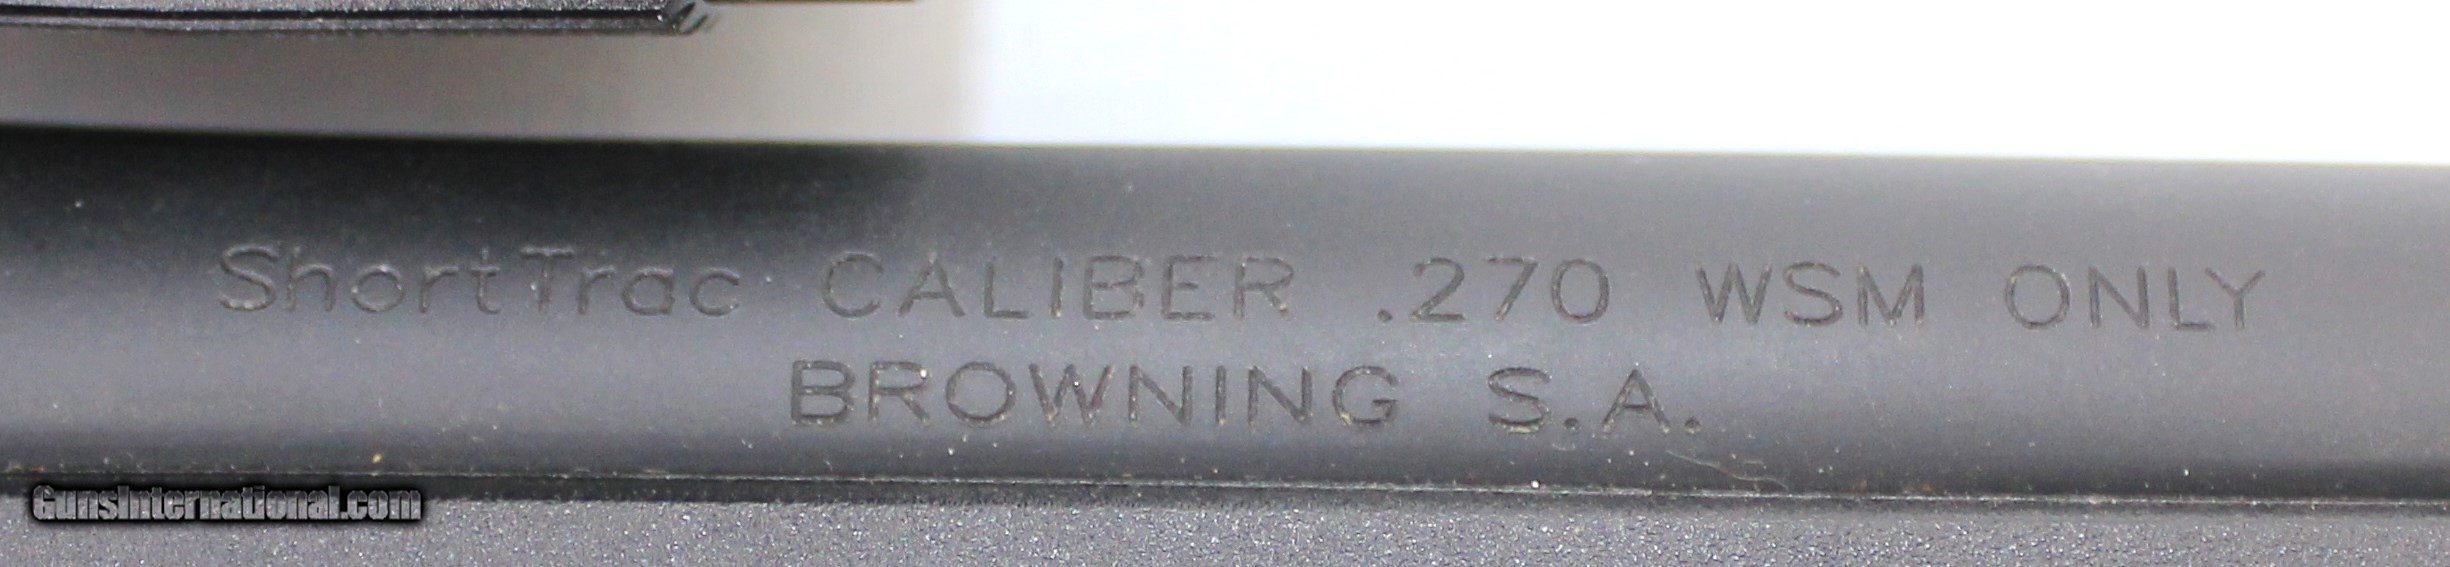 ShortTrac CALIBER .270 WSM ONLY
BROWNING S.A.
GunsInternational.com